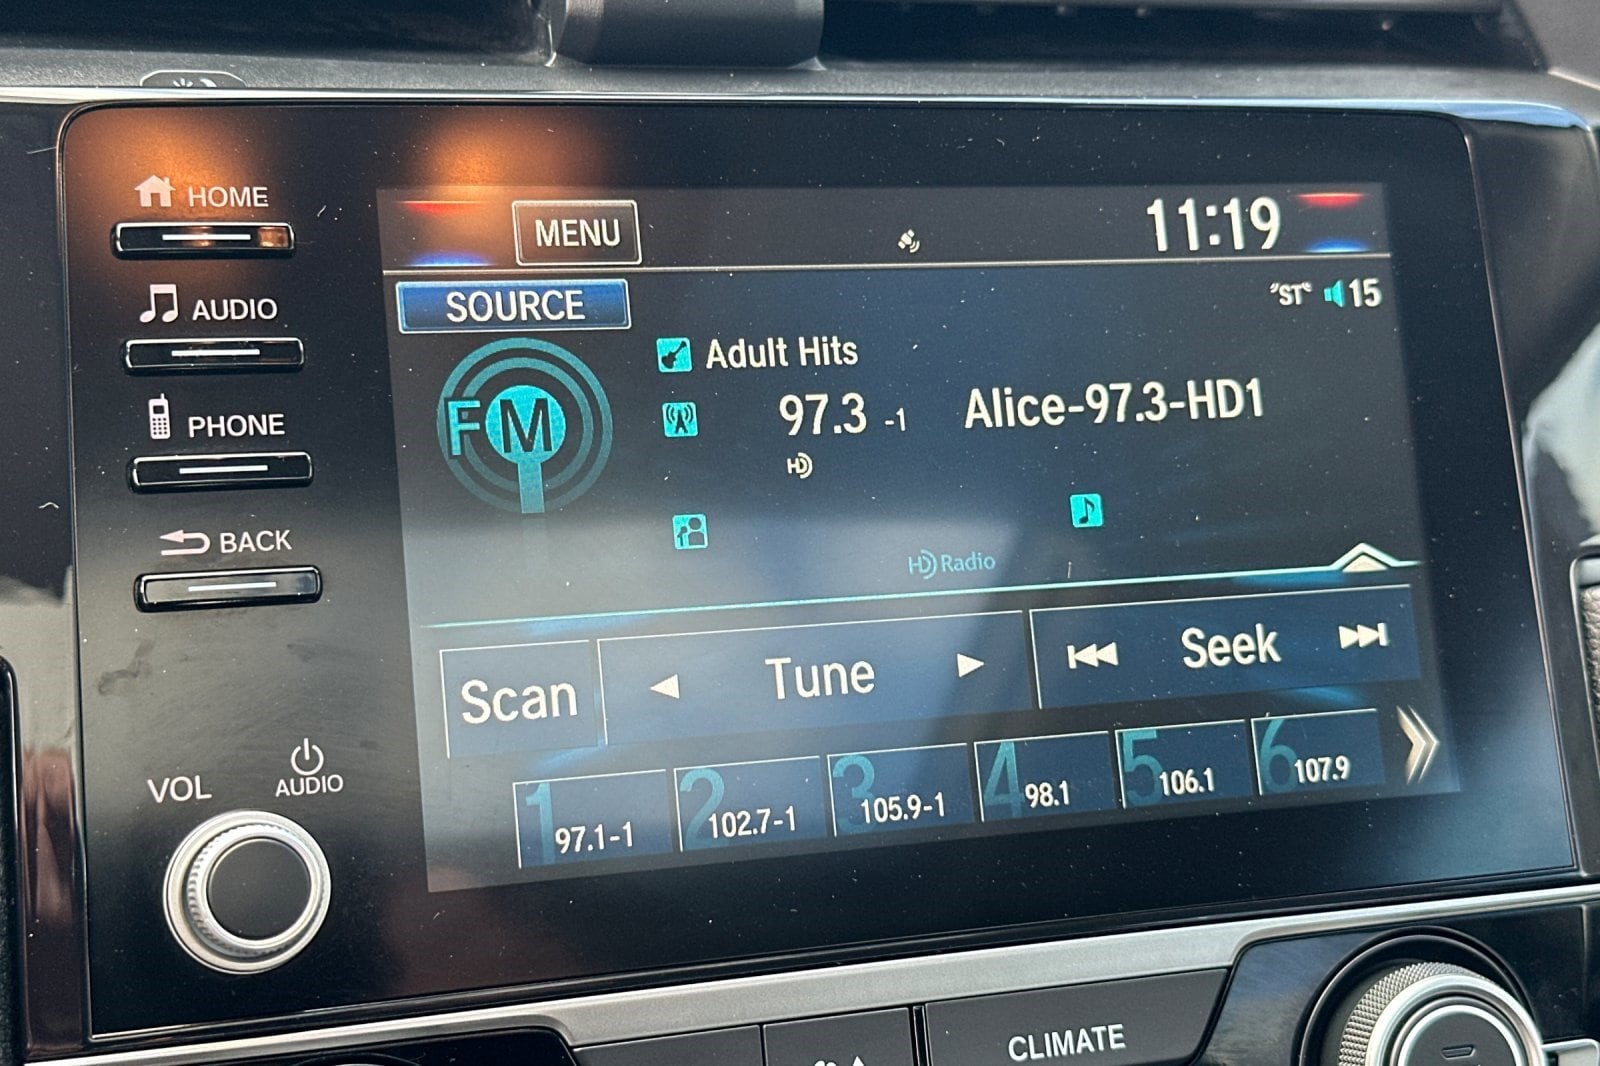 HOME
MENU
11:19
AUDIO
SOURCE
"ST" 15
FM
Adult Hits
PHONE
97.3 -1 Alice-97.3-HD1
HD
BACK
HD Radio
Scan
Tune
Seek
VOL
AUDIO
1 97.1-1
2 102.7-1
3 105.9-1
4 98.1
5 106.1
6 107.9
CLIMATE